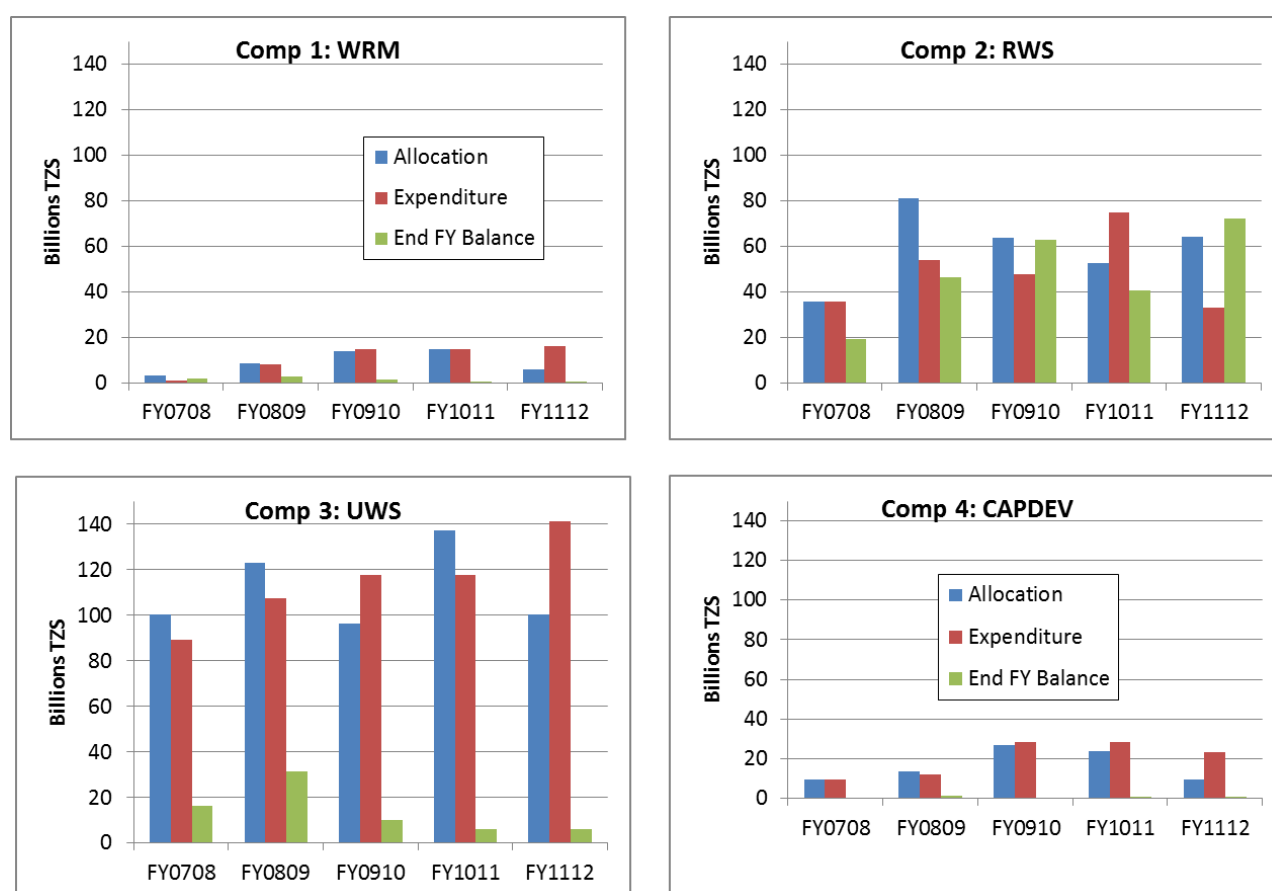 Comp 1: WRM
140
120
100
80
60
40
20
0
Billions TZS
Allocation
Expenditure
End FY Balance
FY0708 FY0809 FY0910 FY1011 FY1112
Comp 2: RWS
140
120
100
80
60
40
20
0
Billions TZS
FY0708 FY0809 FY0910 FY1011 FY1112
Comp 3: UWS
140
120
100
80
60
40
20
0
Billions TZS
FY0708 FY0809 FY0910 FY1011 FY1112
Comp 4: CAPDEV
140
120
100
80
60
40
20
0
Billions TZS
Allocation
Expenditure
End FY Balance
FY0708 FY0809 FY0910 FY1011 FY1112